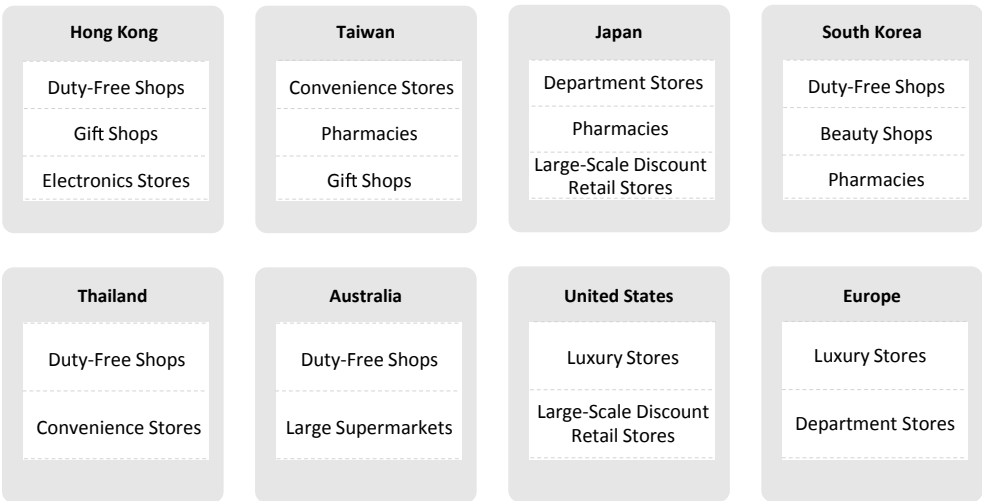 Hong Kong
Duty-Free Shops
Gift Shops
Electronics Stores
Taiwan
Convenience Stores
Pharmacies
Gift Shops
Japan
Department Stores
Pharmacies
Large-Scale Discount
Retail Stores
South Korea
Duty-Free Shops
Beauty Shops
Pharmacies
Thailand
Duty-Free Shops
Convenience Stores
Australia
Duty-Free Shops
Large Supermarkets
United States
Luxury Stores
Large-Scale Discount
Retail Stores
Europe
Luxury Stores
Department Stores